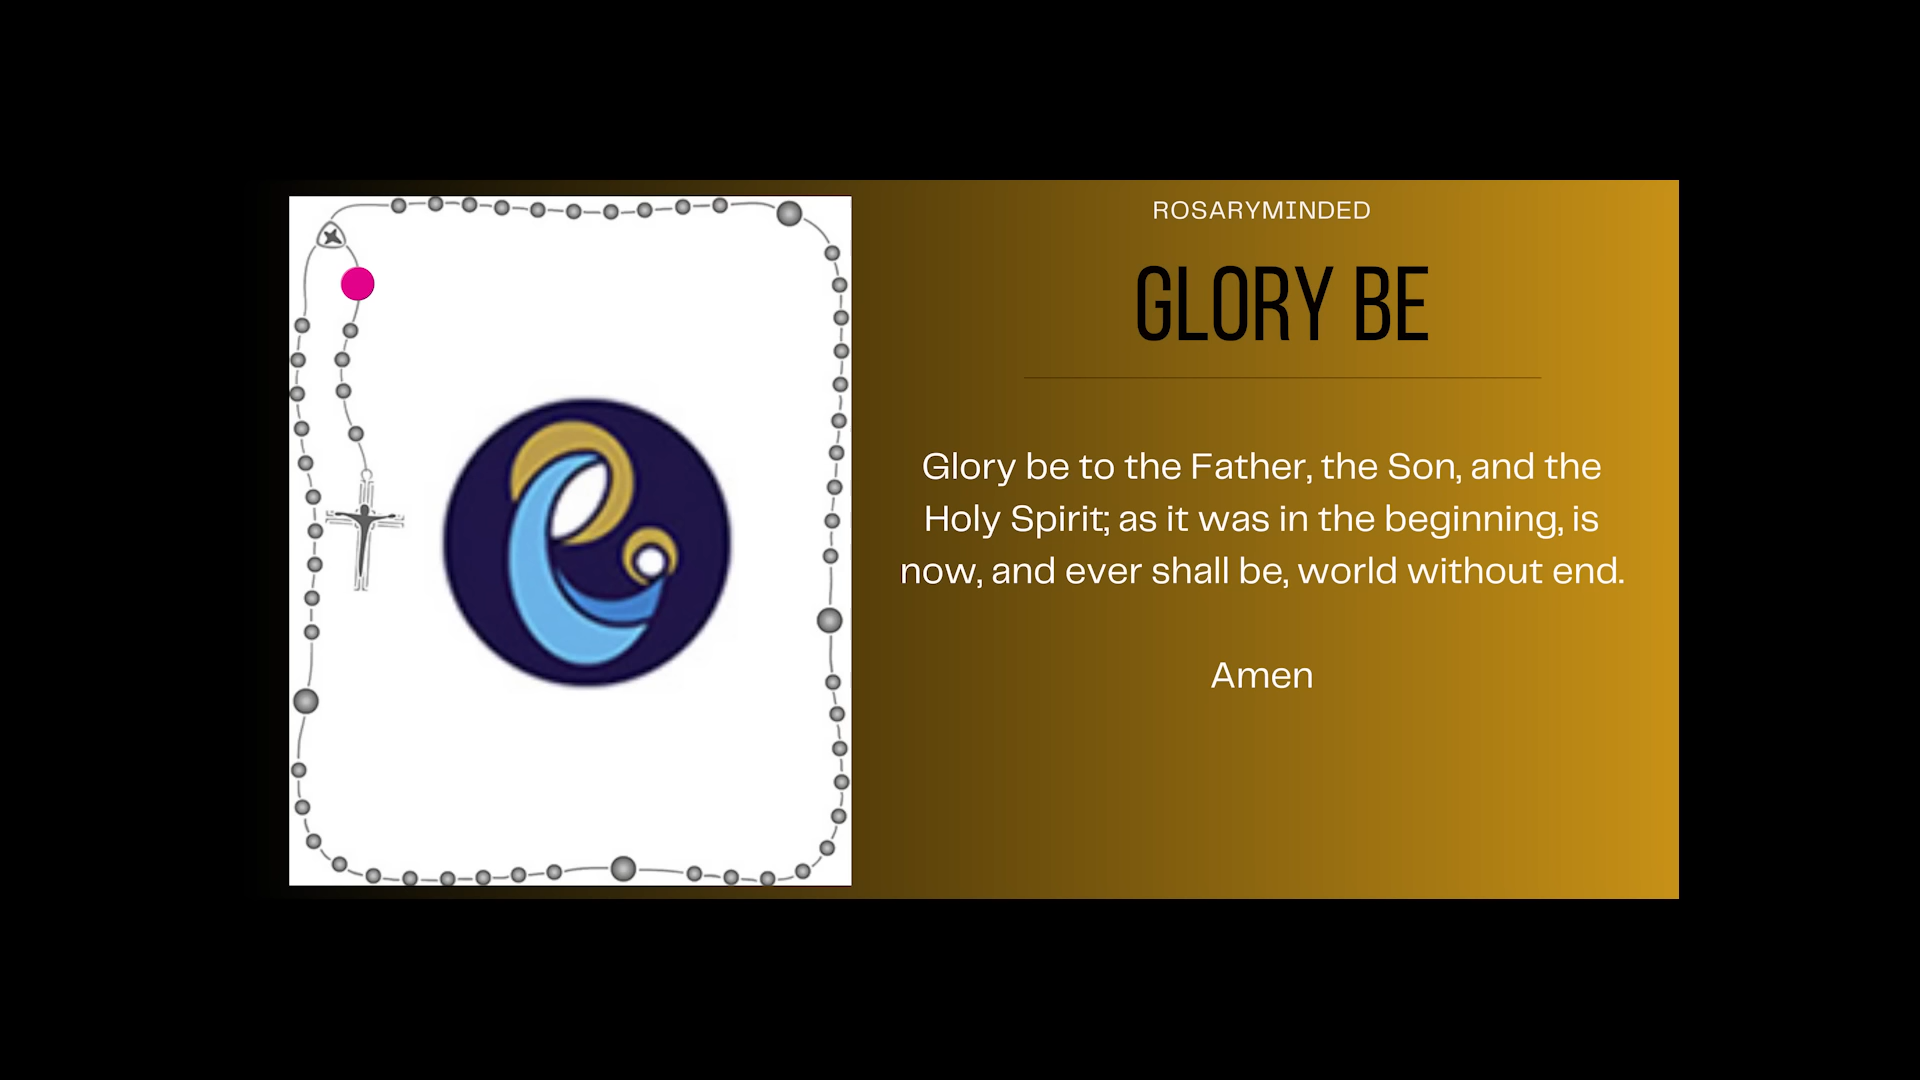 ROSARYMINDED
GLORY BE
Glory be to the Father, the Son, and the
Holy Spirit; as it was in the beginning, is
now, and ever shall be, world without end.
Amen